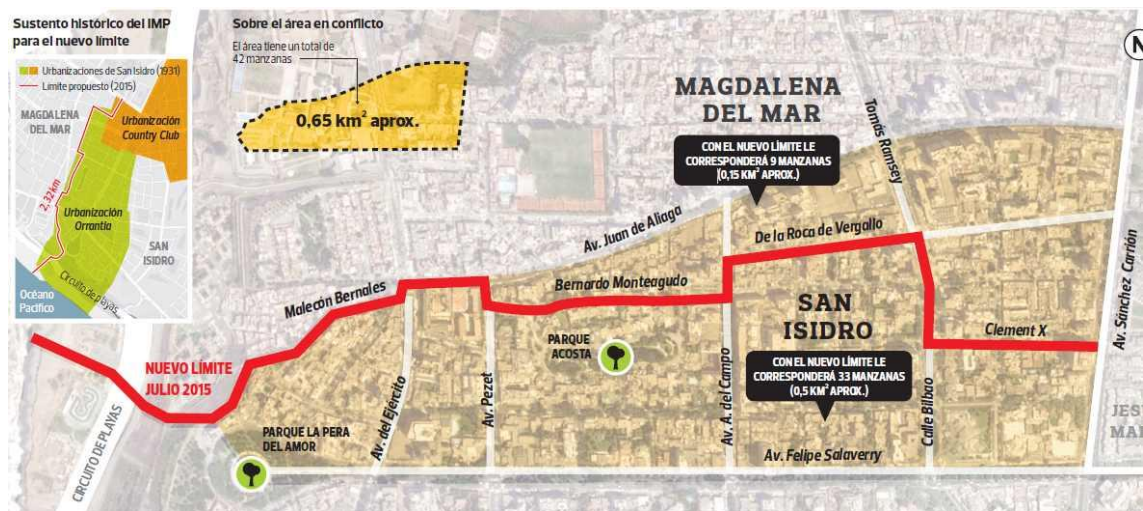 Sustento histórico del IMP
para el nuevo límite
Urbanizaciones de San Isidro (1931)
Límite propuesto (2015)
MAGDALENA
DEL MAR
Urbanización
Country Club
2,32 km
Urbanización
Orrantia
SAN
ISIDRO
Circuito de playas
Océano
Pacífico
Sobre el área en conflicto
El área tiene un total de
42 manzanas
0,65 km² aprox.
N
MAGDALENA
DEL MAR
CON EL NUEVO LÍMITE LE
CORRESPONDERÁ 9 MANZANAS
(0,15 KM² APROX.)
Tomás Ramsey
Av. Juan de Aliaga
De la Roca de Vergallo
Malecón Bernales
Bernardo Monteagudo
SAN
ISIDRO
CON EL NUEVO LÍMITE LE
CORRESPONDERÁ 33 MANZANAS
(0,5 KM² APROX.)
Clement X
Av. Sánchez Carrión
PARQUE
ACOSTA
NUEVO LÍMITE
JULIO 2015
CIRCUITO DE PLAYAS
PARQUE LA PERA
DEL AMOR
Av. del Ejército
Av. Pezet
Av. A. del Campo
Calle Bilbao
Av. Felipe Salaverry
JES
MAR